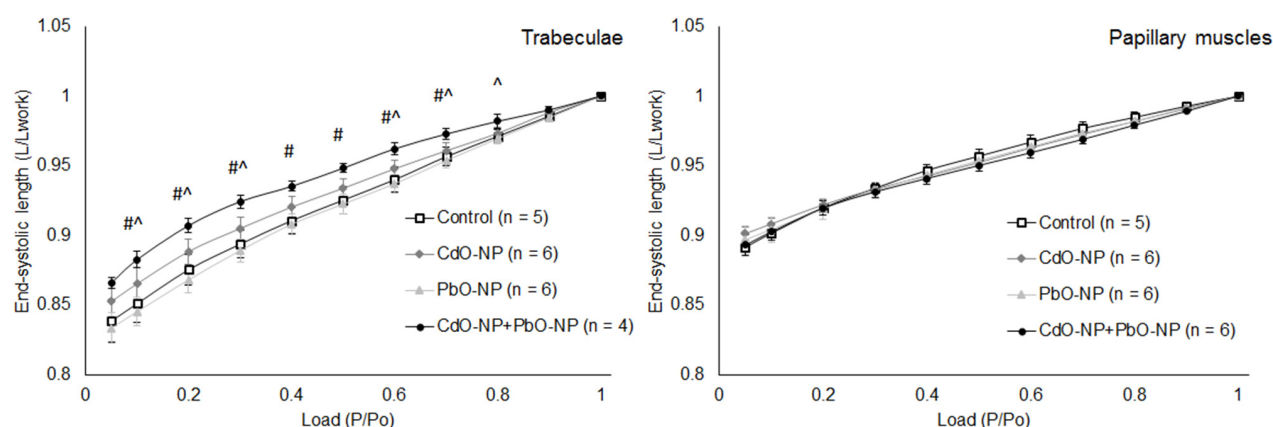 Trabeculae
End-systolic length (L/Lwork)
1.05
1
0.95
0.9
0.85
0.8
#^
#^
#^
#
#
#^
#^
^
Control (n = 5)
CdO-NP (n = 6)
PbO-NP (n = 6)
CdO-NP+PbO-NP (n = 4)
0
0.2
0.4
0.6
0.8
1
Load (P/Po)
Papillary muscles
End-systolic length (L/Lwork)
1.05
1
0.95
0.9
0.85
0.8
Control (n = 5)
CdO-NP (n = 6)
PbO-NP (n = 6)
CdO-NP+PbO-NP (n = 6)
0
0.2
0.4
0.6
0.8
1
Load (P/Po)